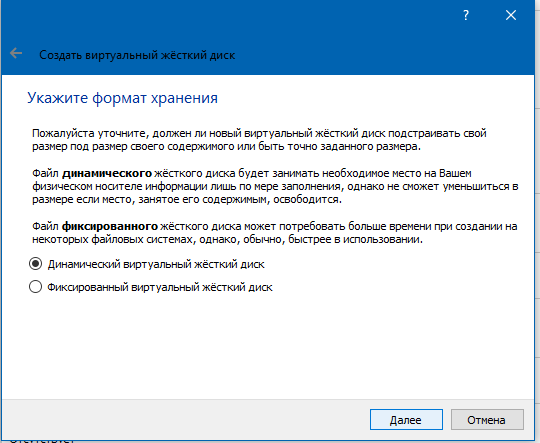 ?
Создать виртуальный жёсткий диск
Укажите формат хранения
Пожалуйста уточните, должен ли новый виртуальный жёсткий диск подстраивать свой
размер под размер своего содержимого или быть точно заданного размера.
Файл динамического жёсткого диска будет занимать необходимое место на Вашем
физическом носителе информации лишь по мере заполнения, однако не сможет уменьшиться в
размере если место, занятое его содержимым, освободится.
Файл фиксированного жёсткого диска может потребовать больше времени при создании на
некоторых файловых системах, однако, обычно, быстрее в использовании.
Динамический виртуальный жёсткий диск
Фиксированный виртуальный жёсткий диск
Далее
Отмена